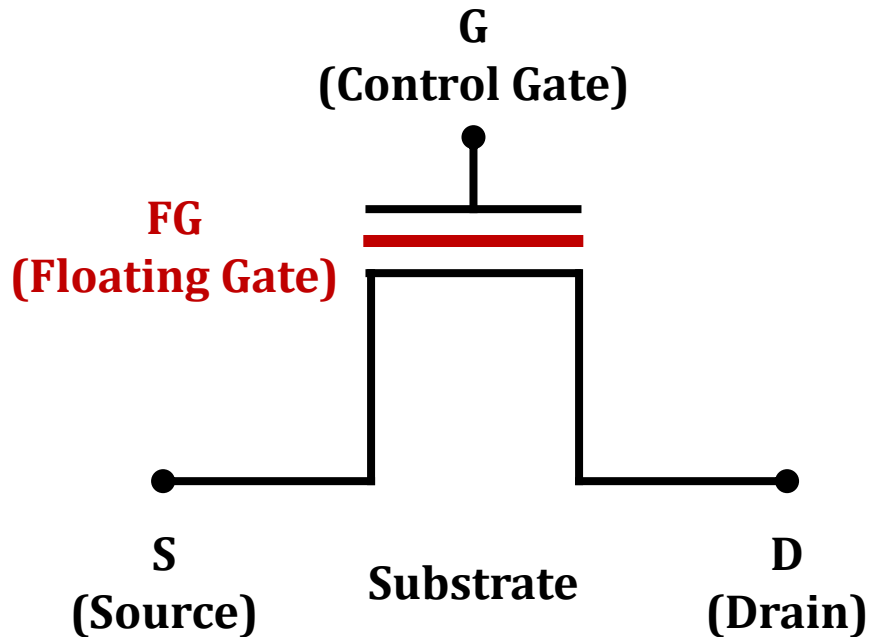 G
(Control Gate)
FG
(Floating Gate)
S
(Source)
Substrate
D
(Drain)